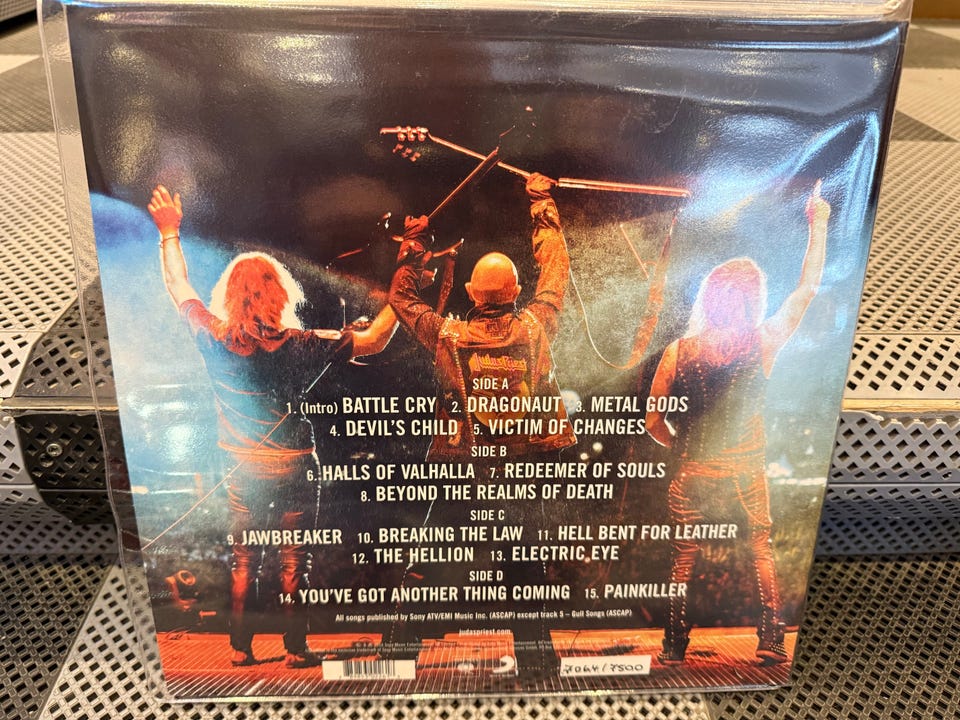 Judas Priest
SIDE A
1. (Intro) BATTLE CRY 2. DRAGONAUT 3. METAL GODS
4. DEVIL'S CHILD 5. VICTIM OF CHANGES
SIDE B
6. HALLS OF VALHALLA 7. REDEEMER OF SOULS
8. BEYOND THE REALMS OF DEATH
SIDE C
9. JAWBREAKER 10. BREAKING THE LAW 11. HELL BENT FOR LEATHER
12. THE HELLION 13. ELECTRIC EYE
SIDE D
14. YOU'VE GOT ANOTHER THING COMING 15. PAINKILLER
All songs published by Sony ATV/EMI Music Inc. (ASCAP) except track 5 – Gull Songs (ASCAP)
judaspriest.com
7064/7500